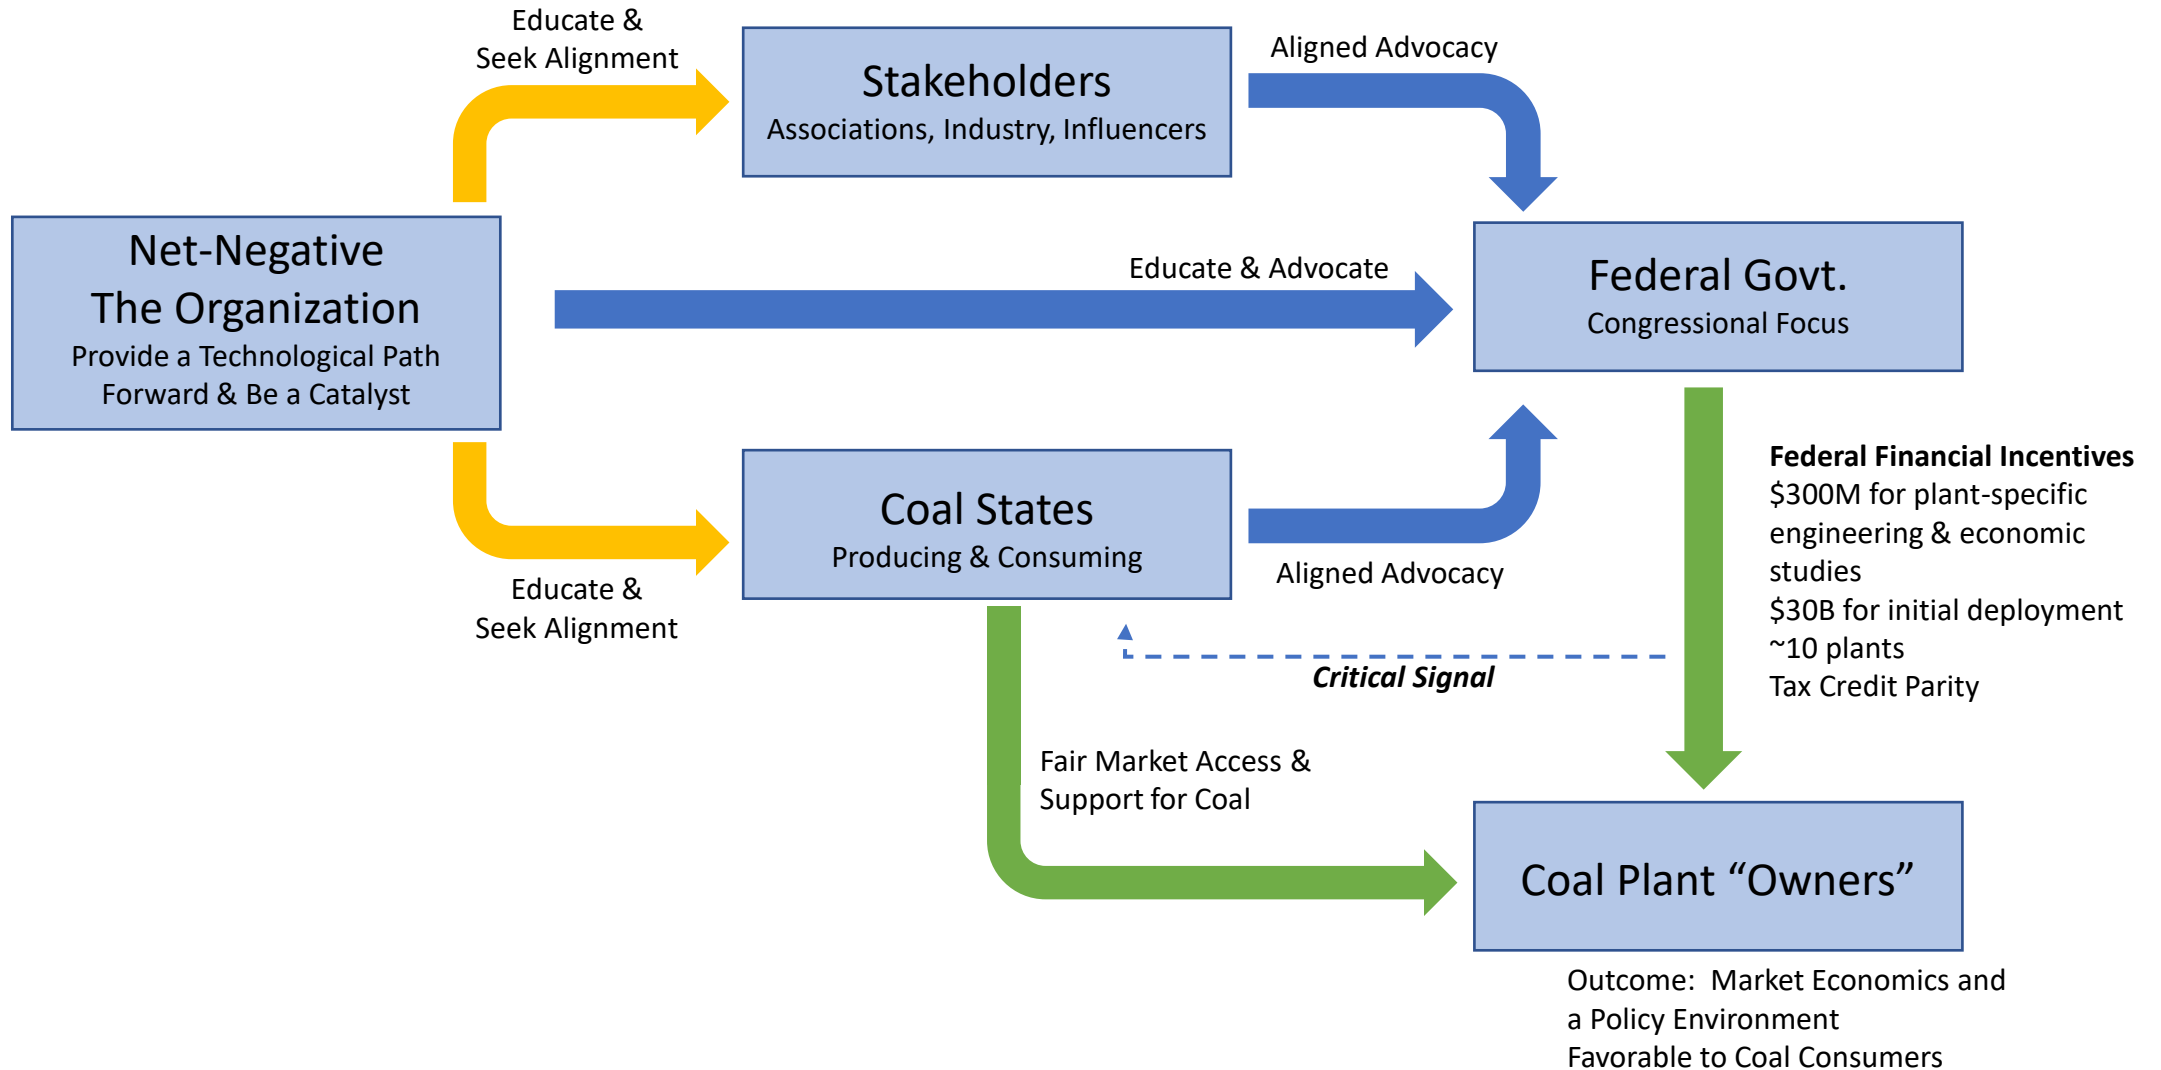 Educate &
Seek Alignment
Stakeholders
Associations, Industry, Influencers
Aligned Advocacy
Net-Negative
The Organization
Provide a Technological Path
Forward & Be a Catalyst
Educate & Advocate
Federal Govt.
Congressional Focus
Educate &
Seek Alignment
Coal States
Producing & Consuming
Aligned Advocacy
Critical Signal
Federal Financial Incentives
$300M for plant-specific
engineering & economic
studies
$30B for initial deployment
~10 plants
Tax Credit Parity
Fair Market Access &
Support for Coal
Coal Plant “Owners”
Outcome:  Market Economics and
a Policy Environment
Favorable to Coal Consumers